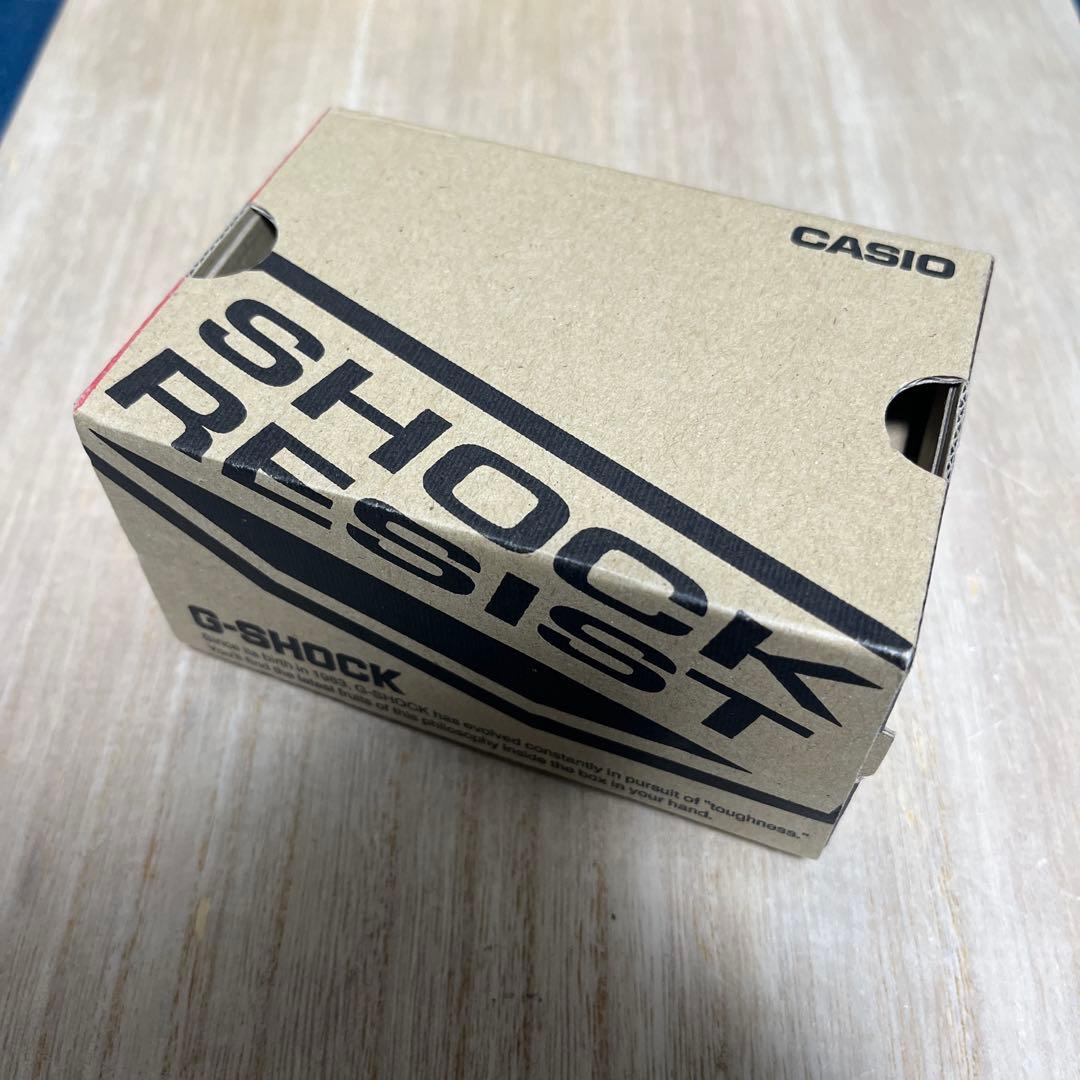 CASIO
SHOCK
RESIST
G-SHOCK
Since its birth in 1983, G-SHOCK has evolved constantly in pursuit of "toughness."
You'll find the latest fruits of this philosophy inside the box in your hand.